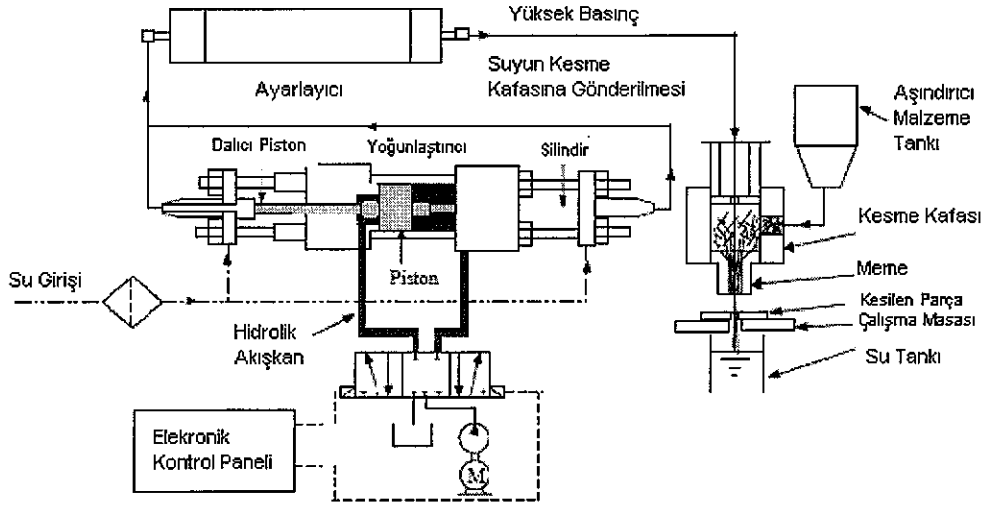 Yüksek Basınç
Ayarlayıcı
Suyun Kesme
Kafasına Gönderilmesi
Aşındırıcı
Malzeme
Tankı
Dalıcı Piston
Yoğunlaştırıcı
Silindir
Kesme Kafası
Piston
Meme
Su Girişi
Kesilen Parça
Çalışma Masası
Hidrolik
Akışkan
Su Tankı
Elekronik
Kontrol Paneli
M